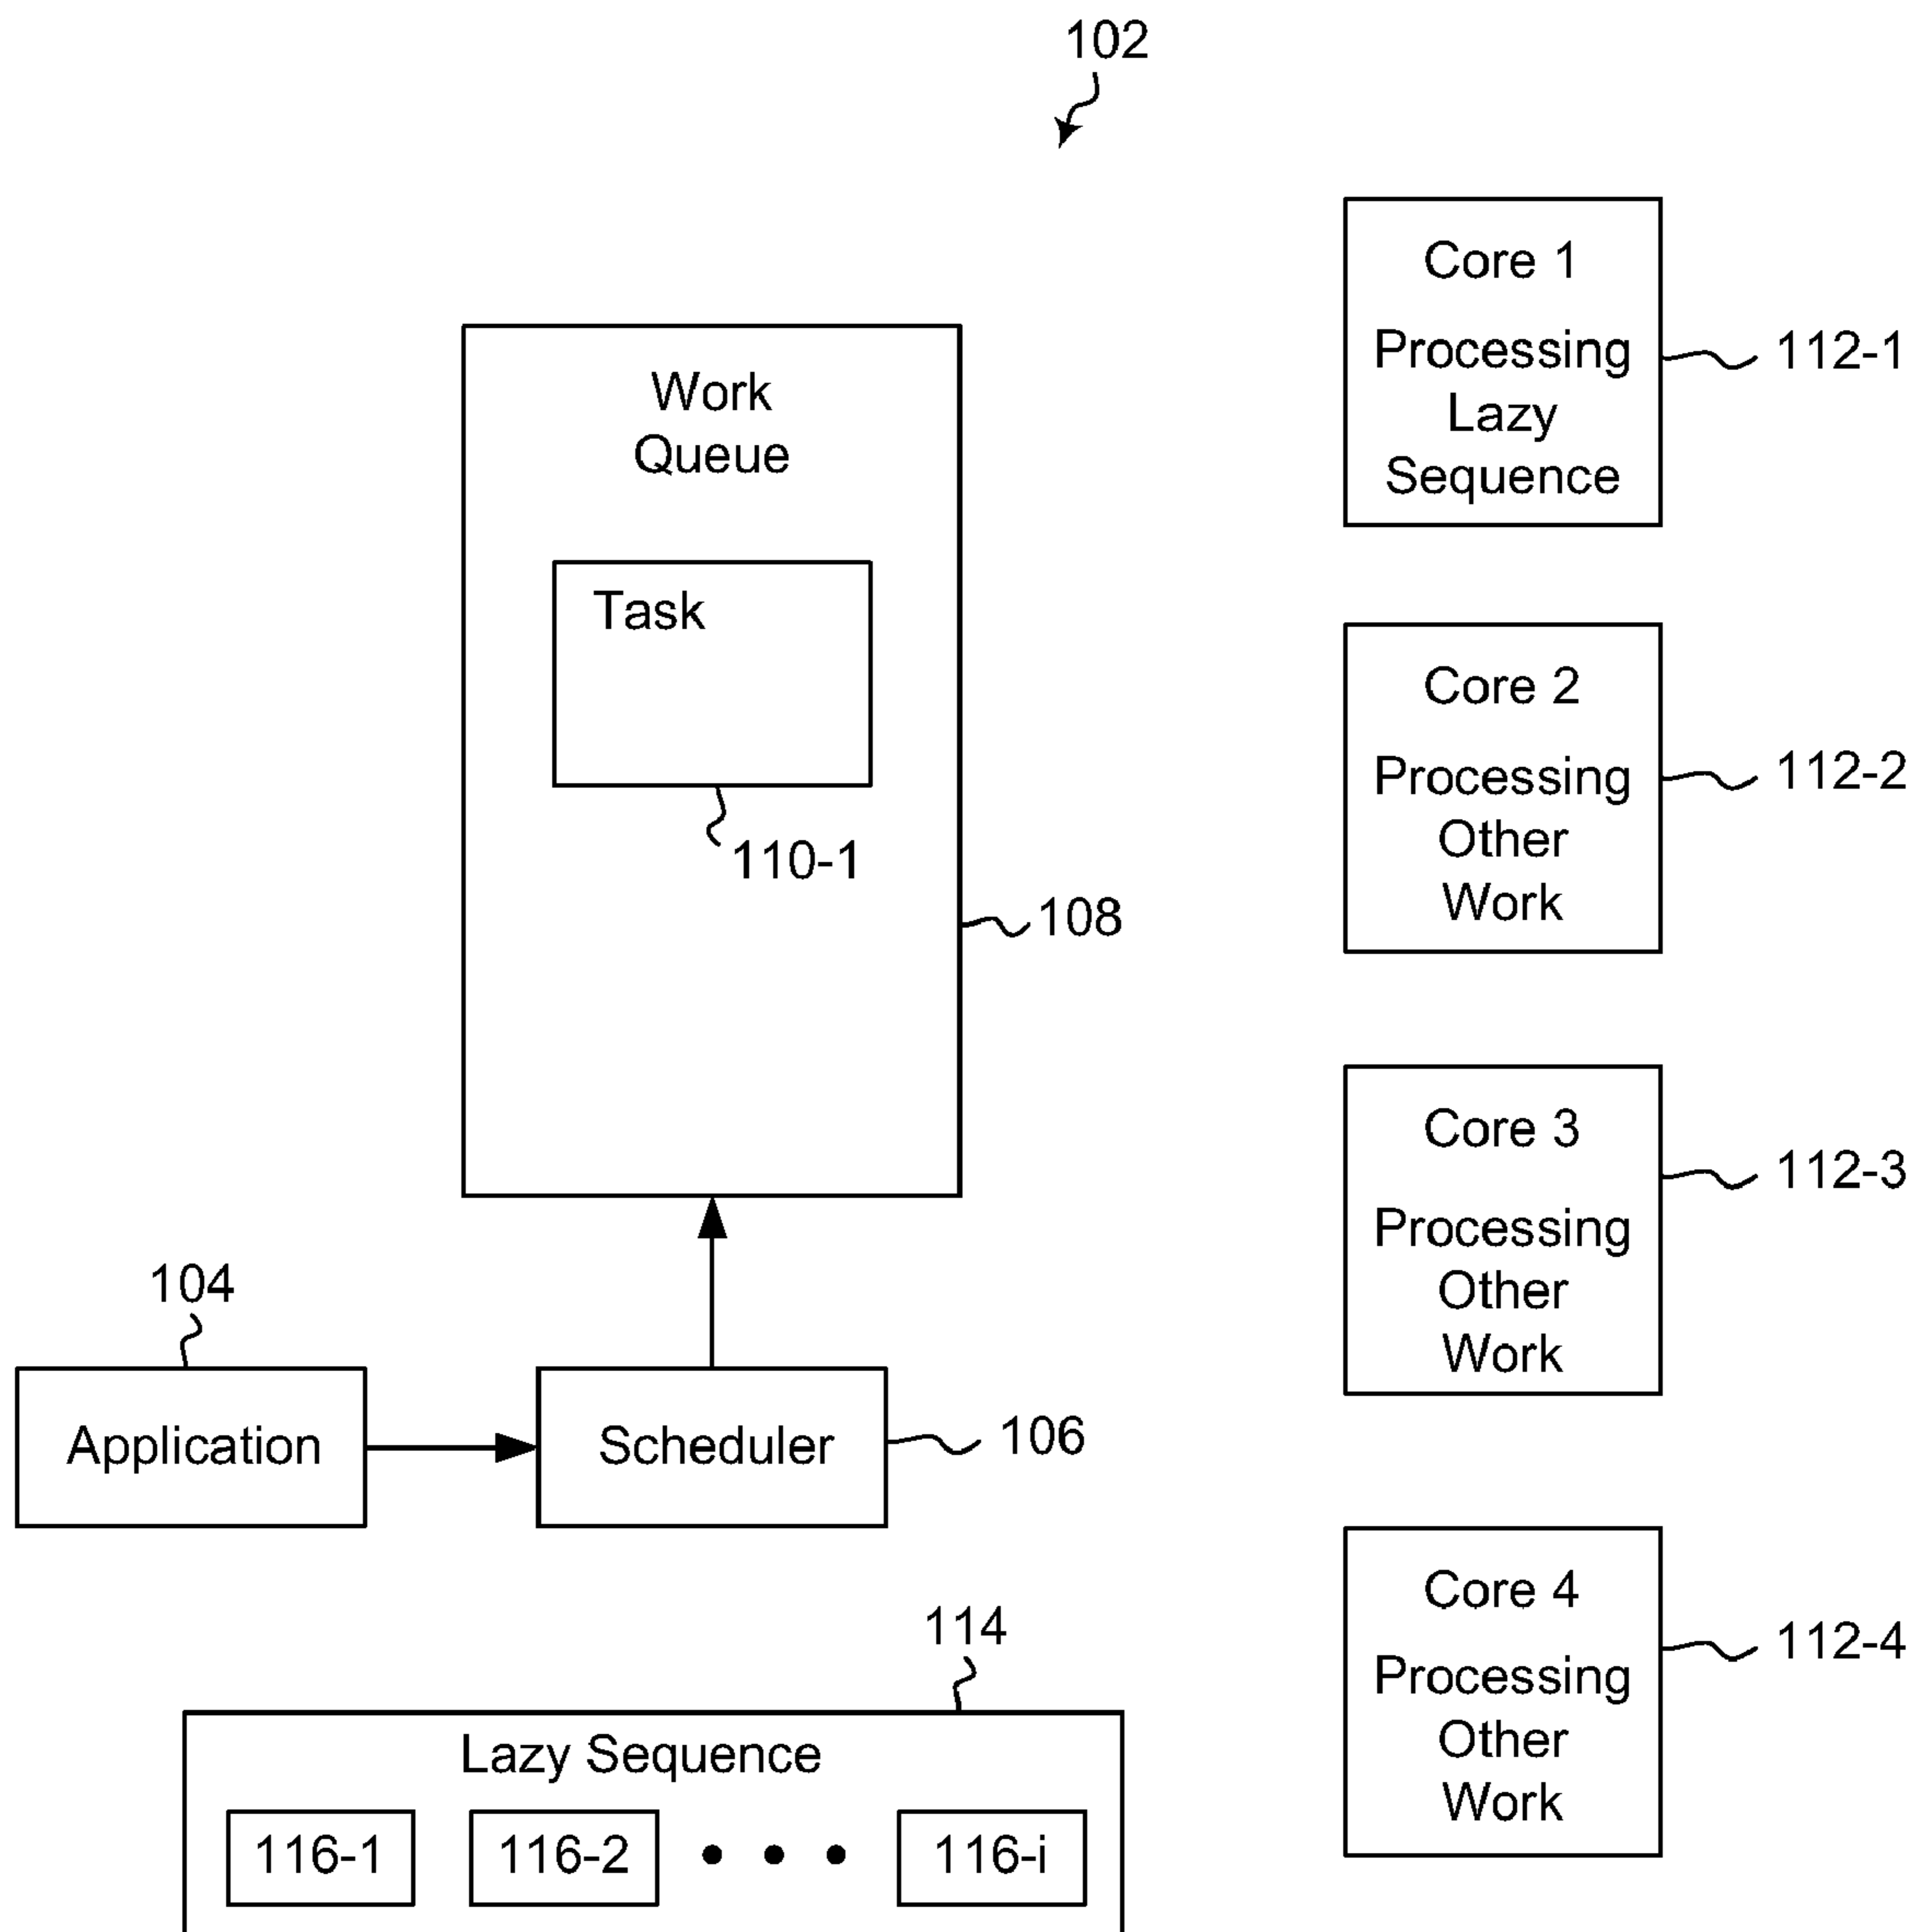 102
Work
Queue
Task
110-1
108
Core 1
Processing
Lazy
Sequence
112-1
Core 2
Processing
Other
Work
112-2
Core 3
Processing
Other
Work
112-3
104
Application
Scheduler
106
Core 4
Processing
Other
Work
112-4
114
Lazy Sequence
116-1
116-2
• • •
116-i